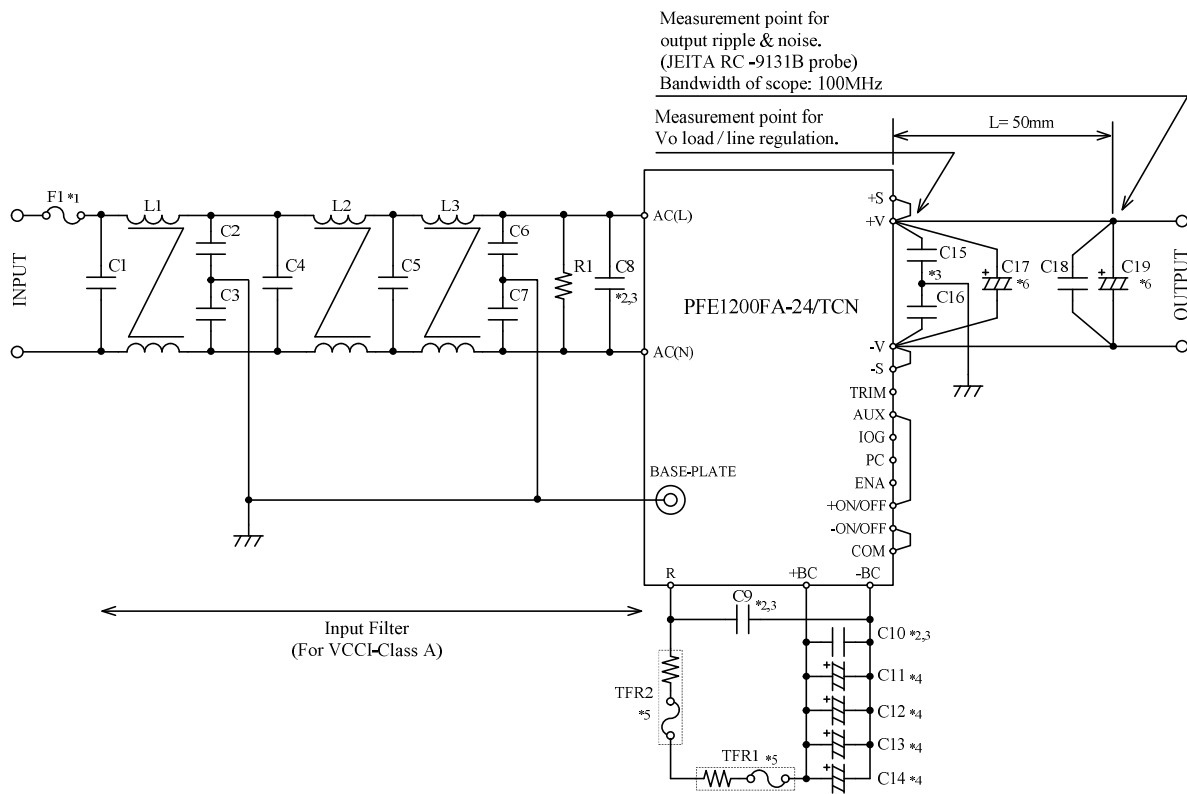 Measurement point for
output ripple & noise.
(JEITA RC -9131B probe)
Bandwidth of scope: 100MHz
Measurement point for
Vo load / line regulation.
L= 50mm
F1 *1
L1
L2
L3
C1
C2
C3
C4
C5
C6
C7
R1
C8
*2,3
INPUT
AC(L)
AC(N)
PFE1200FA-24/TCN
BASE-PLATE
+S
+V
-V
-S
TRIM
AUX
IOG
PC
ENA
+ON/OFF
-ON/OFF
COM
C15
*3
C16
+
C17
*6
C18
+
C19
*6
OUTPUT
R
+BC
-BC
Input Filter
(For VCCI-Class A)
C9 *2,3
C10 *2,3
+
C11 *4
+
C12 *4
+
C13 *4
+
C14 *4
TFR2
*5
TFR1 *5